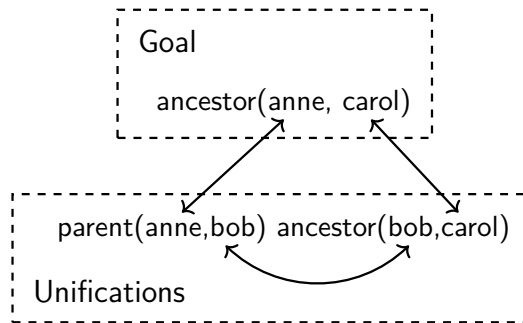 Goal
ancestor(anne, carol)
parent(anne,bob) ancestor(bob,carol)
Unifications